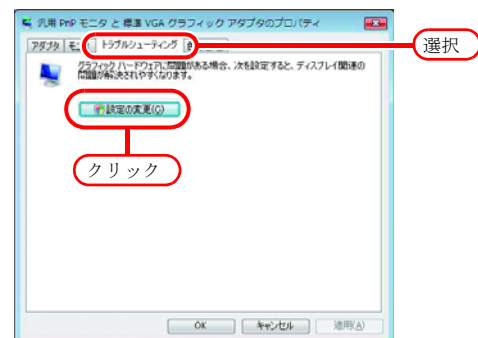 汎用 PnP モニタ と 標準 VGA グラフィック アダプタのプロパティ
アダプタ
トラブルシューティング
選択
グラフィック ハードウェアに問題がある場合、次を設定すると、ディスプレイ関連の
問題が解決されやすくなります。
設定の変更(C)
クリック
OK キャンセル 適用(A)